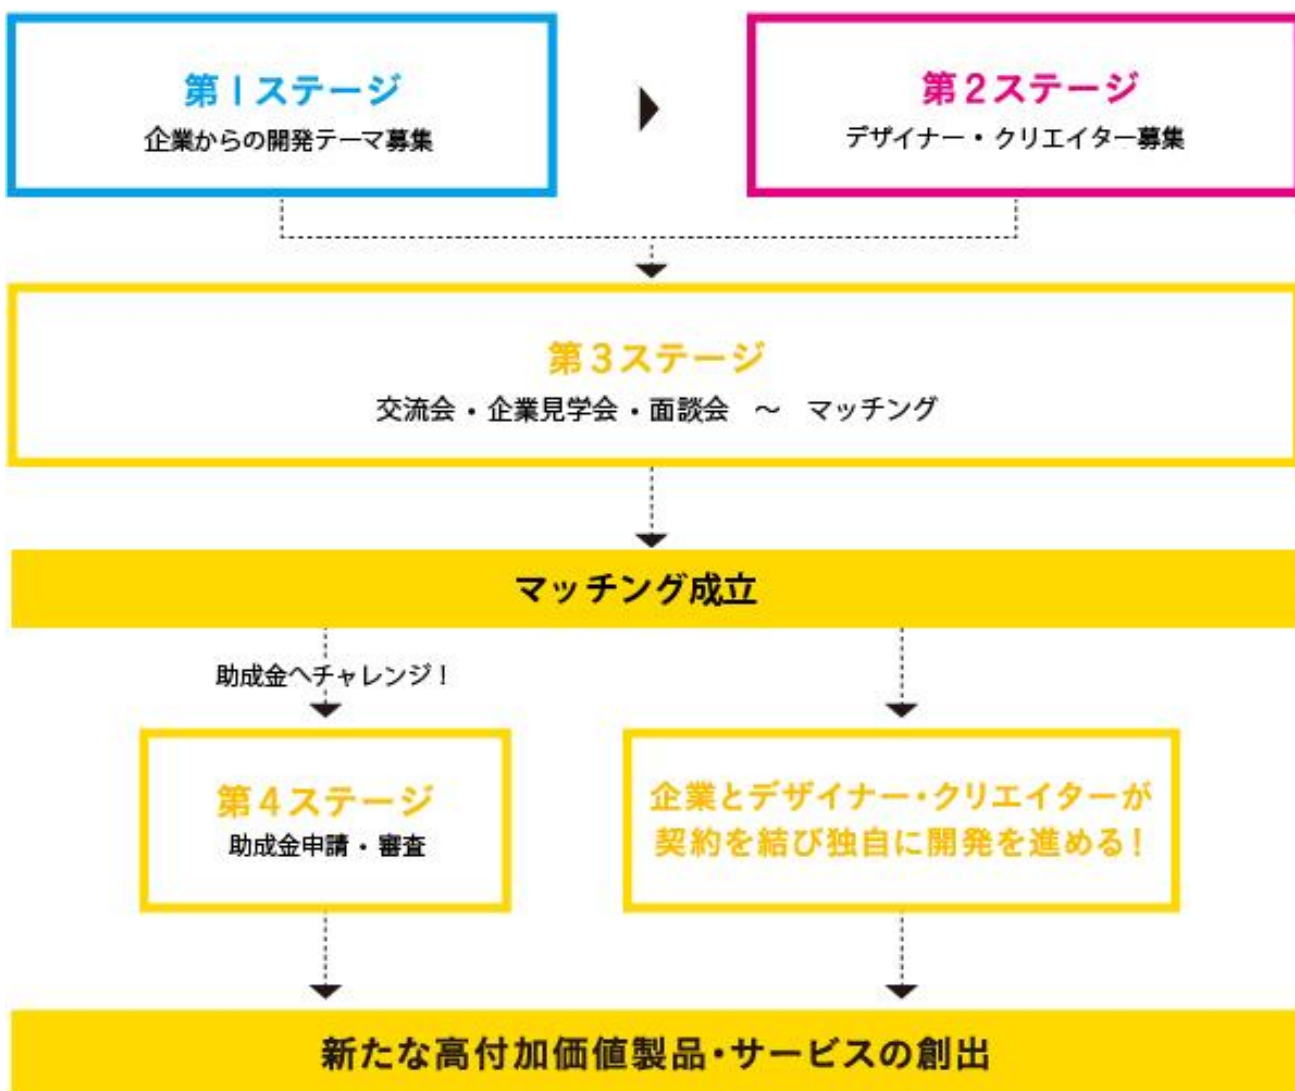 第1ステージ
企業からの開発テーマ募集
第2ステージ
デザイナー・クリエイター募集
第3ステージ
交流会・企業見学会・面談会　〜　マッチング
マッチング成立
助成金へチャレンジ！
第4ステージ
助成金申請・審査
企業とデザイナー・クリエイターが
契約を結び独自に開発を進める！
新たな高付加価値製品・サービスの創出